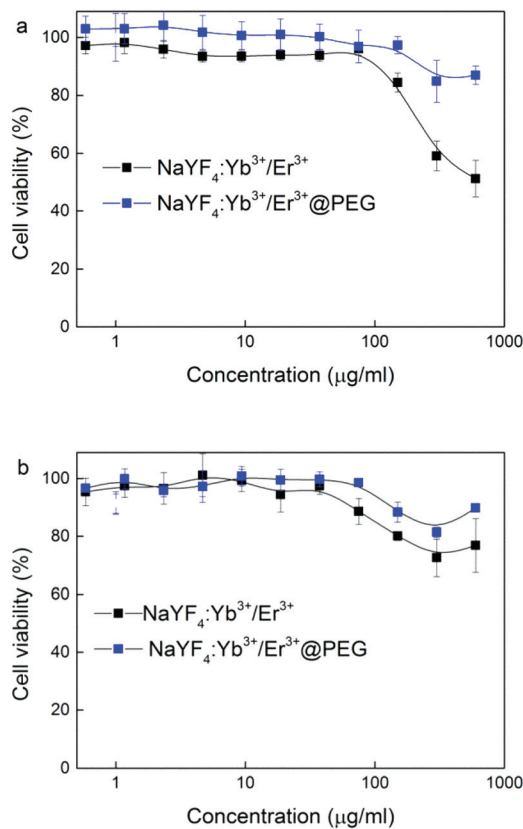 a
100
80
60
40
20
0
Cell viability (%)
NaYF₄:Yb³⁺/Er³⁺
NaYF₄:Yb³⁺/Er³⁺@PEG
1 10 100 1000
Concentration (μg/ml)
b
100
80
60
40
20
0
Cell viability (%)
NaYF₄:Yb³⁺/Er³⁺
NaYF₄:Yb³⁺/Er³⁺@PEG
1 10 100 1000
Concentration (μg/ml)